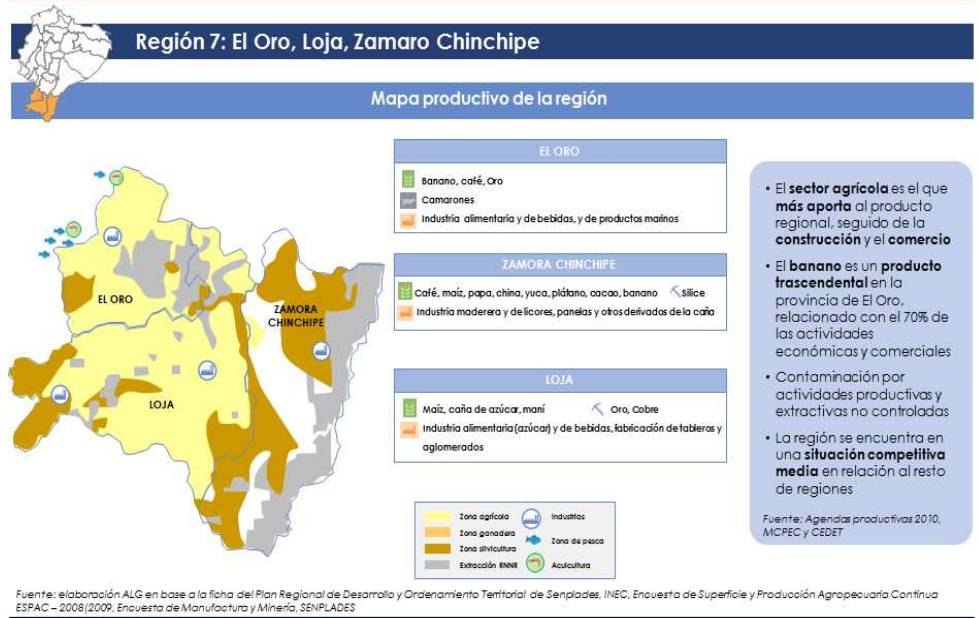 Región 7: El Oro, Loja, Zamaro Chinchipe
Mapa productivo de la región
EL ORO
ZAMORA
CHINCHIPE
LOJA
EL ORO
Banano, café, Oro
Camarones
Industria alimentaria y de bebidas, y de productos marinos
ZAMORA CHINCHIPE
Café, maíz, papa, china, yuca, plátano, cacao, banano Silice
Industria maderera y de licores, panelas y otros derivados de la caña
LOJA
Maíz, caña de azúcar, maní Oro, Cobre
Industria alimentaria(azúcar) y de bebidas, fabricación de tableros y
aglomerados
Zona agrícola Industrias
Zona ganadera Zona de pesca
Zona silvicultura
Extracción RNNR Acuicultura
• El sector agrícola es el que
más aporta al producto
regional, seguido de la
construcción y el comercio
• El banano es un producto
trascendental en la
provincia de El Oro,
relacionado con el 70% de
las actividades
económicas y comerciales
• Contaminación por
actividades productivas y
extractivas no controladas
• La región se encuentra en
una situación competitiva
media en relación al resto
de regiones
Fuente: Agendas productivas 2010,
MCPEC y CEDET
Fuente: elaboración ALG en base a la ficha del Plan Regional de Desarrollo y Ordenamiento Territorial de Senplades, INEC, Encuesta de Superficie y Producción Agropecuaria Continua
ESPAC – 2008(2009, Encuesta de Manufactura y Minería, SENPLADES